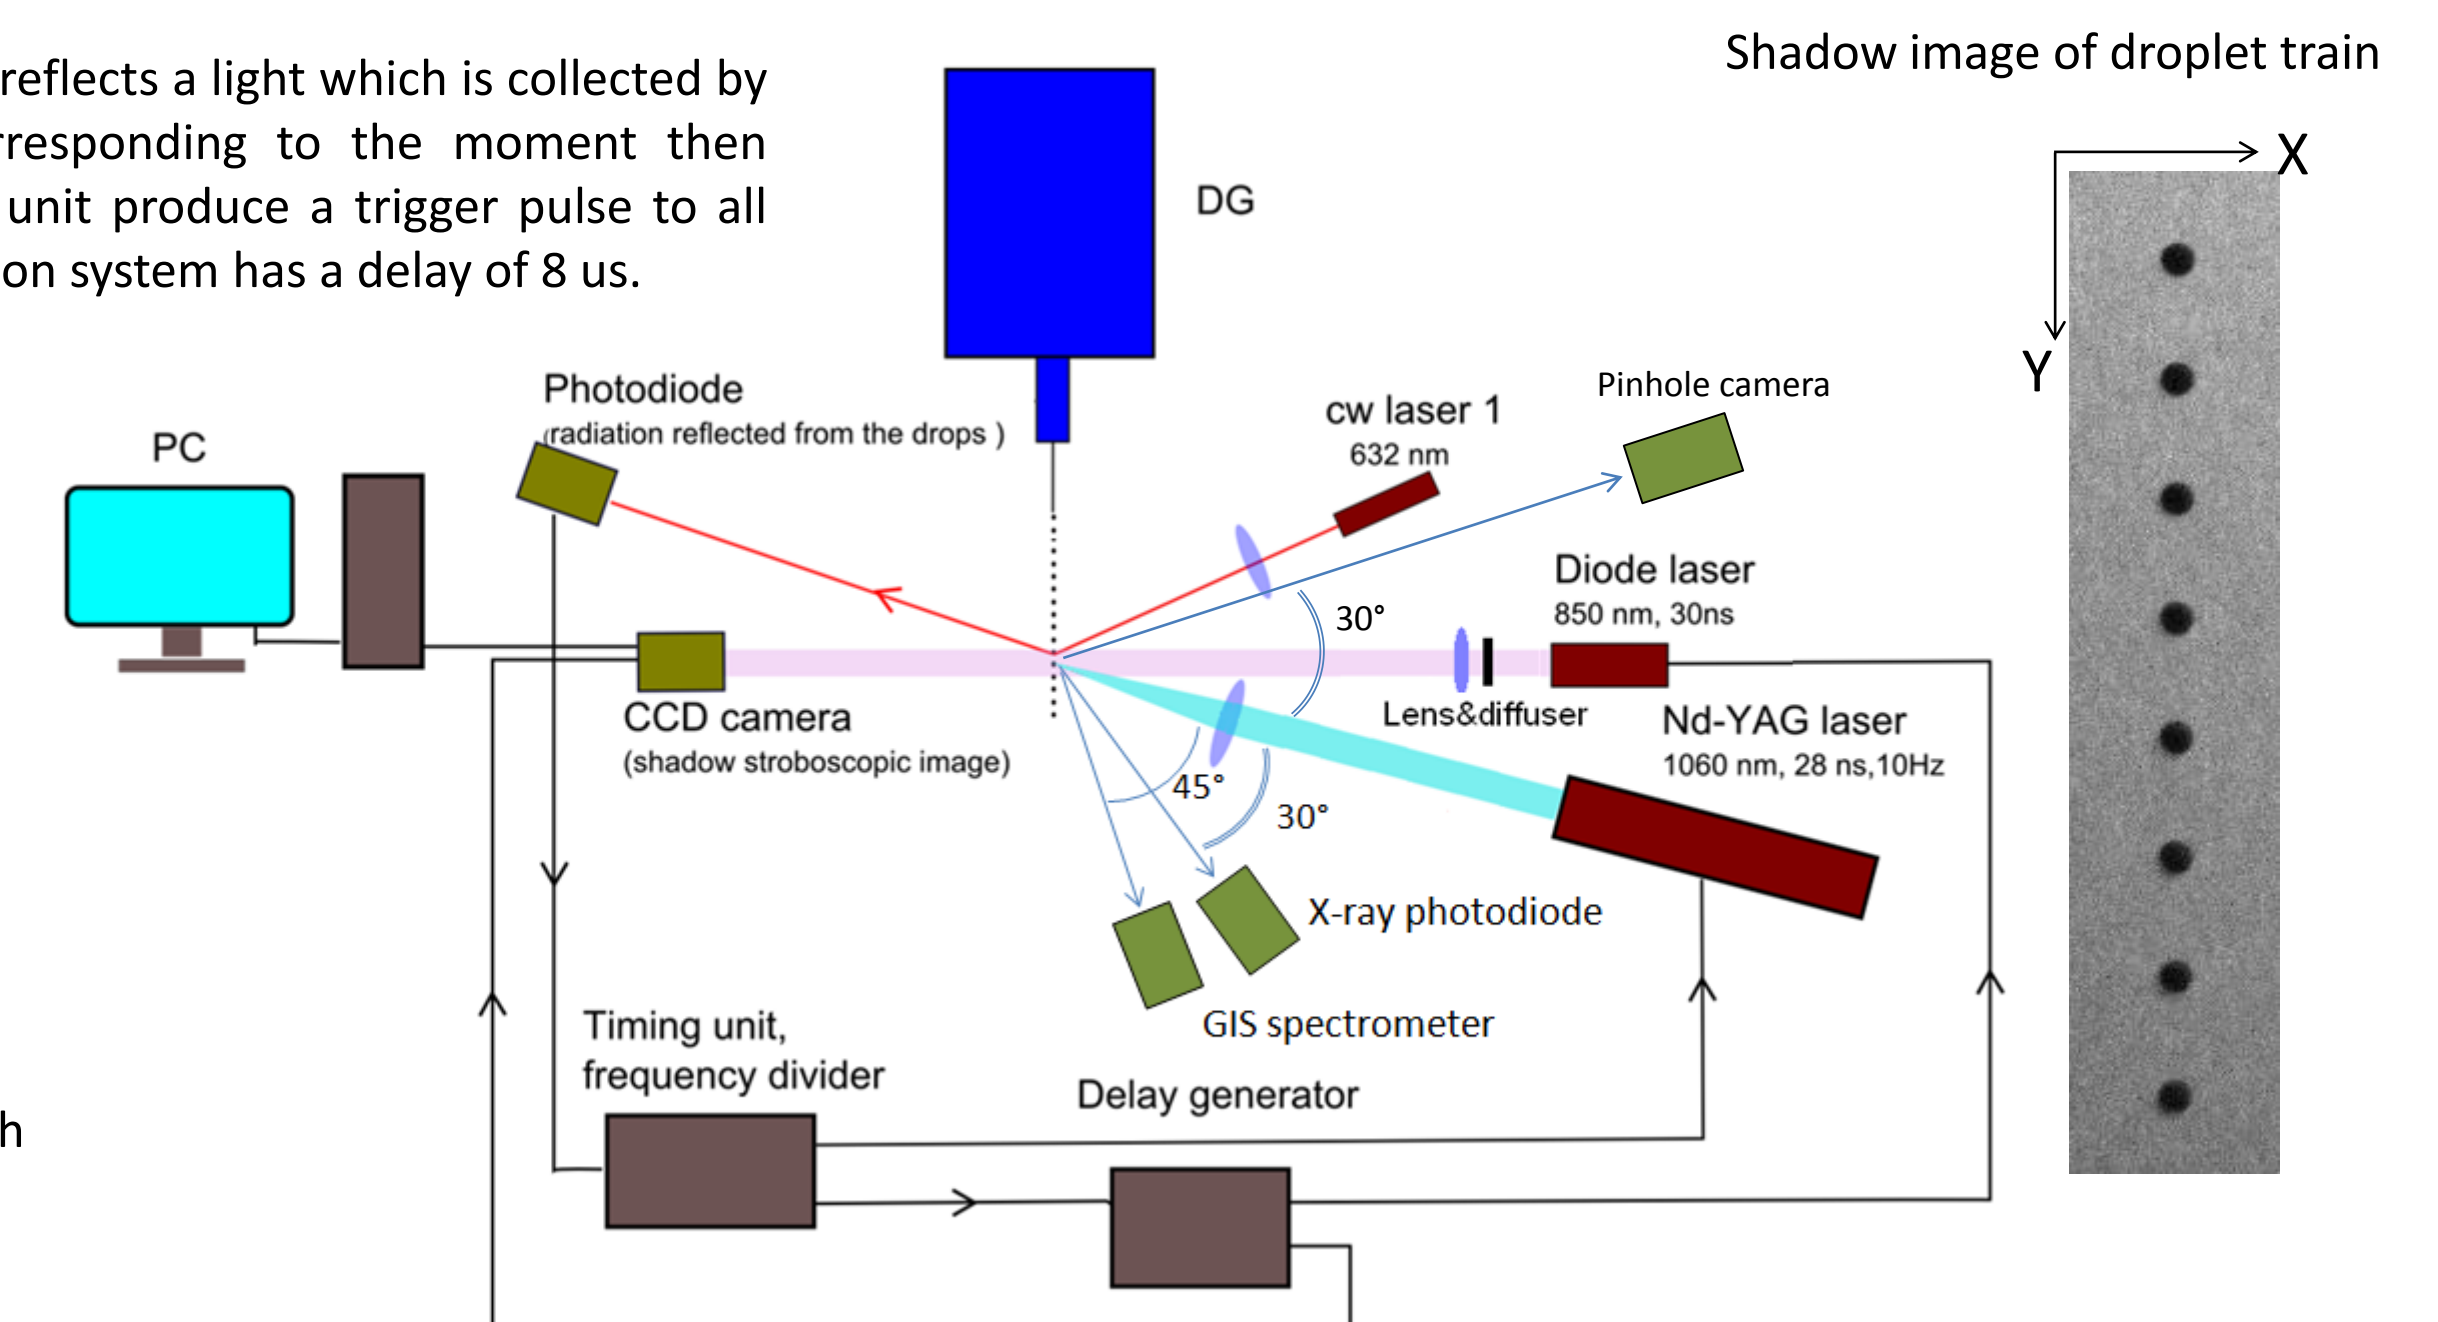 reflects a light which is collected by
rresponding to the moment then
unit produce a trigger pulse to all
on system has a delay of 8 us.
Shadow image of droplet train
X
Y
DG
Photodiode
(radiation reflected from the drops )
cw laser 1
632 nm
Pinhole camera
PC
30°
Diode laser
850 nm, 30ns
CCD camera
(shadow stroboscopic image)
Lens&diffuser
Nd-YAG laser
1060 nm, 28 ns,10Hz
45°
30°
X-ray photodiode
GIS spectrometer
Timing unit,
frequency divider
Delay generator
h